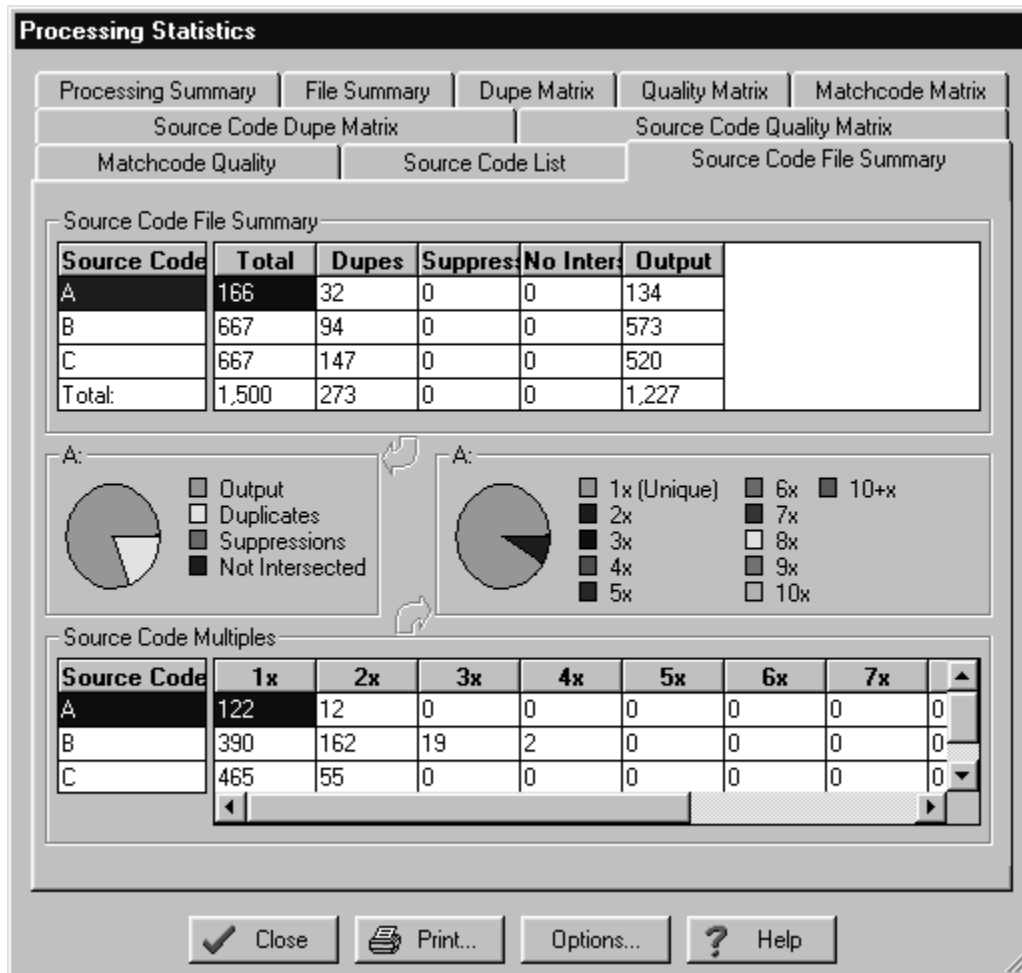 Processing Statistics
Processing Summary File Summary Dupe Matrix Quality Matrix Matchcode Matrix
Source Code Dupe Matrix Source Code Quality Matrix
Matchcode Quality Source Code List Source Code File Summary
Source Code File Summary
Source Code Total Dupes Suppress No Inters Output
A 166 32 0 0 134
B 667 94 0 0 573
C 667 147 0 0 520
Total: 1,500 273 0 0 1,227
A:
Output
Duplicates
Suppressions
Not Intersected
A:
1x (Unique) 6x 10+x
2x 7x
3x 8x
4x 9x
5x 10x
Source Code Multiples
Source Code 1x 2x 3x 4x 5x 6x 7x
A 122 12 0 0 0 0 0 0
B 390 162 19 2 0 0 0 0
C 465 55 0 0 0 0 0 0
Close Print... Options... Help